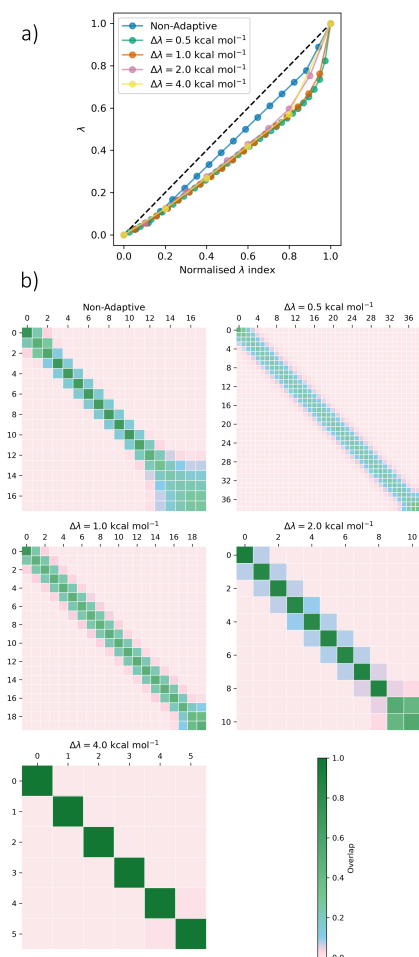 a)
Non-Adaptive
Δλ = 0.5 kcal mol⁻¹
Δλ = 1.0 kcal mol⁻¹
Δλ = 2.0 kcal mol⁻¹
Δλ = 4.0 kcal mol⁻¹
1.0
0.8
0.6
0.4
0.2
0.0
λ
0.0 0.2 0.4 0.6 0.8 1.0
Normalised λ index
b)
Non-Adaptive
0 2 4 6 8 10 12 14 16
0
2
4
6
8
10
12
14
16
Δλ = 0.5 kcal mol⁻¹
0 4 8 12 16 20 24 28 32 36
0
4
8
12
16
20
24
28
32
36
Δλ = 1.0 kcal mol⁻¹
0 2 4 6 8 10 12 14 16 18
0
2
4
6
8
10
12
14
16
18
Δλ = 2.0 kcal mol⁻¹
0 2 4 6 8 10
0
2
4
6
8
10
Δλ = 4.0 kcal mol⁻¹
0 1 2 3 4 5
0
1
2
3
4
5
1.0
0.8
0.6
0.4
0.2
0.0
Overlap